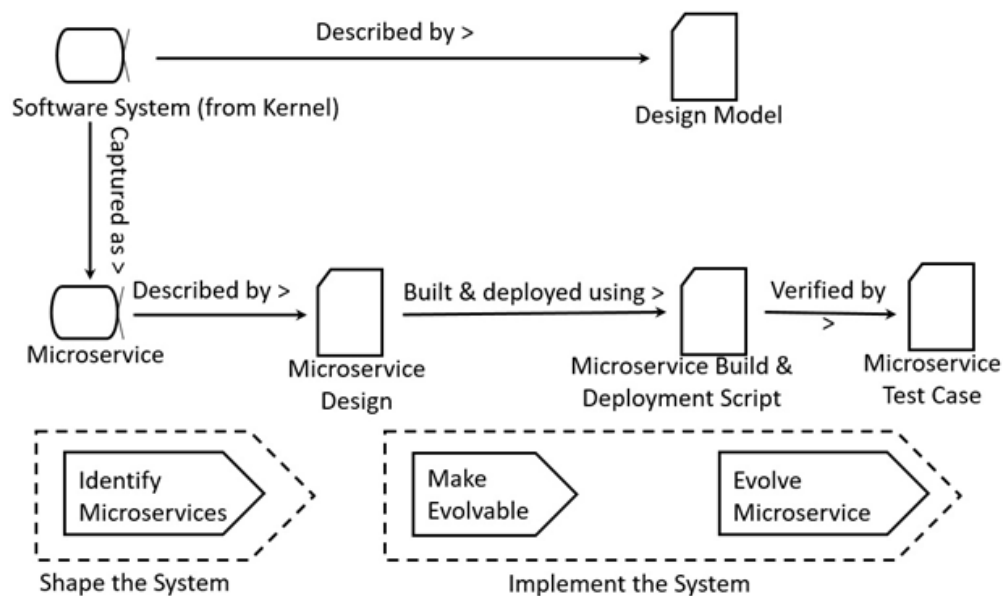 Described by >
Software System (from Kernel)
Design Model
Captured as >
Described by >
Built & deployed using >
Verified by
>
Microservice
Microservice
Design
Microservice Build &
Deployment Script
Microservice
Test Case
Identify
Microservices
Make
Evolvable
Evolve
Microservice
Shape the System
Implement the System